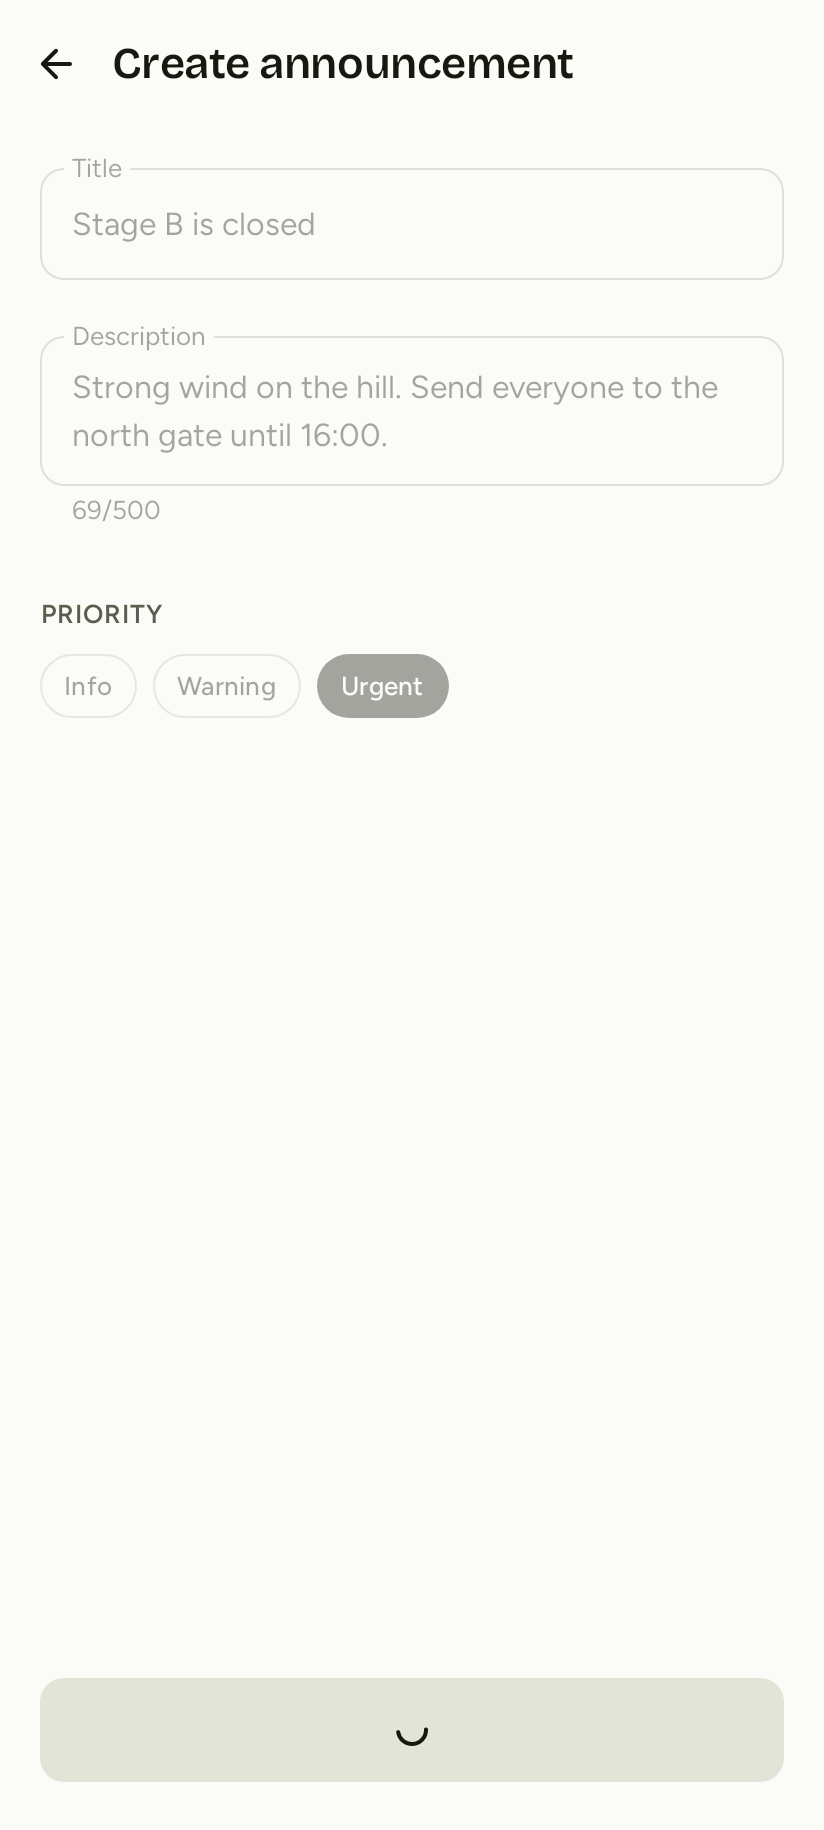 Create announcement
Title
Stage B is closed
Description
Strong wind on the hill. Send everyone to the
north gate until 16:00.
69/500
PRIORITY
Info
Warning
Urgent